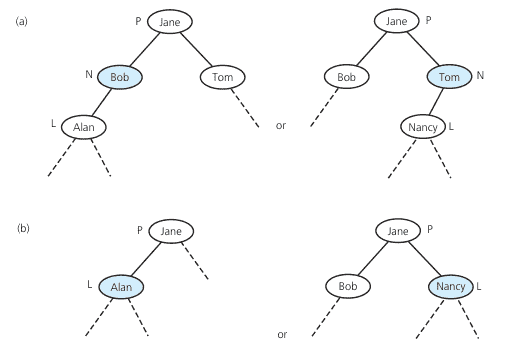 (a)
P Jane
N Bob
Tom
L Alan
or
Jane P
Bob
Tom N
Nancy L
(b)
P Jane
L Alan
or
Jane P
Bob
Nancy L